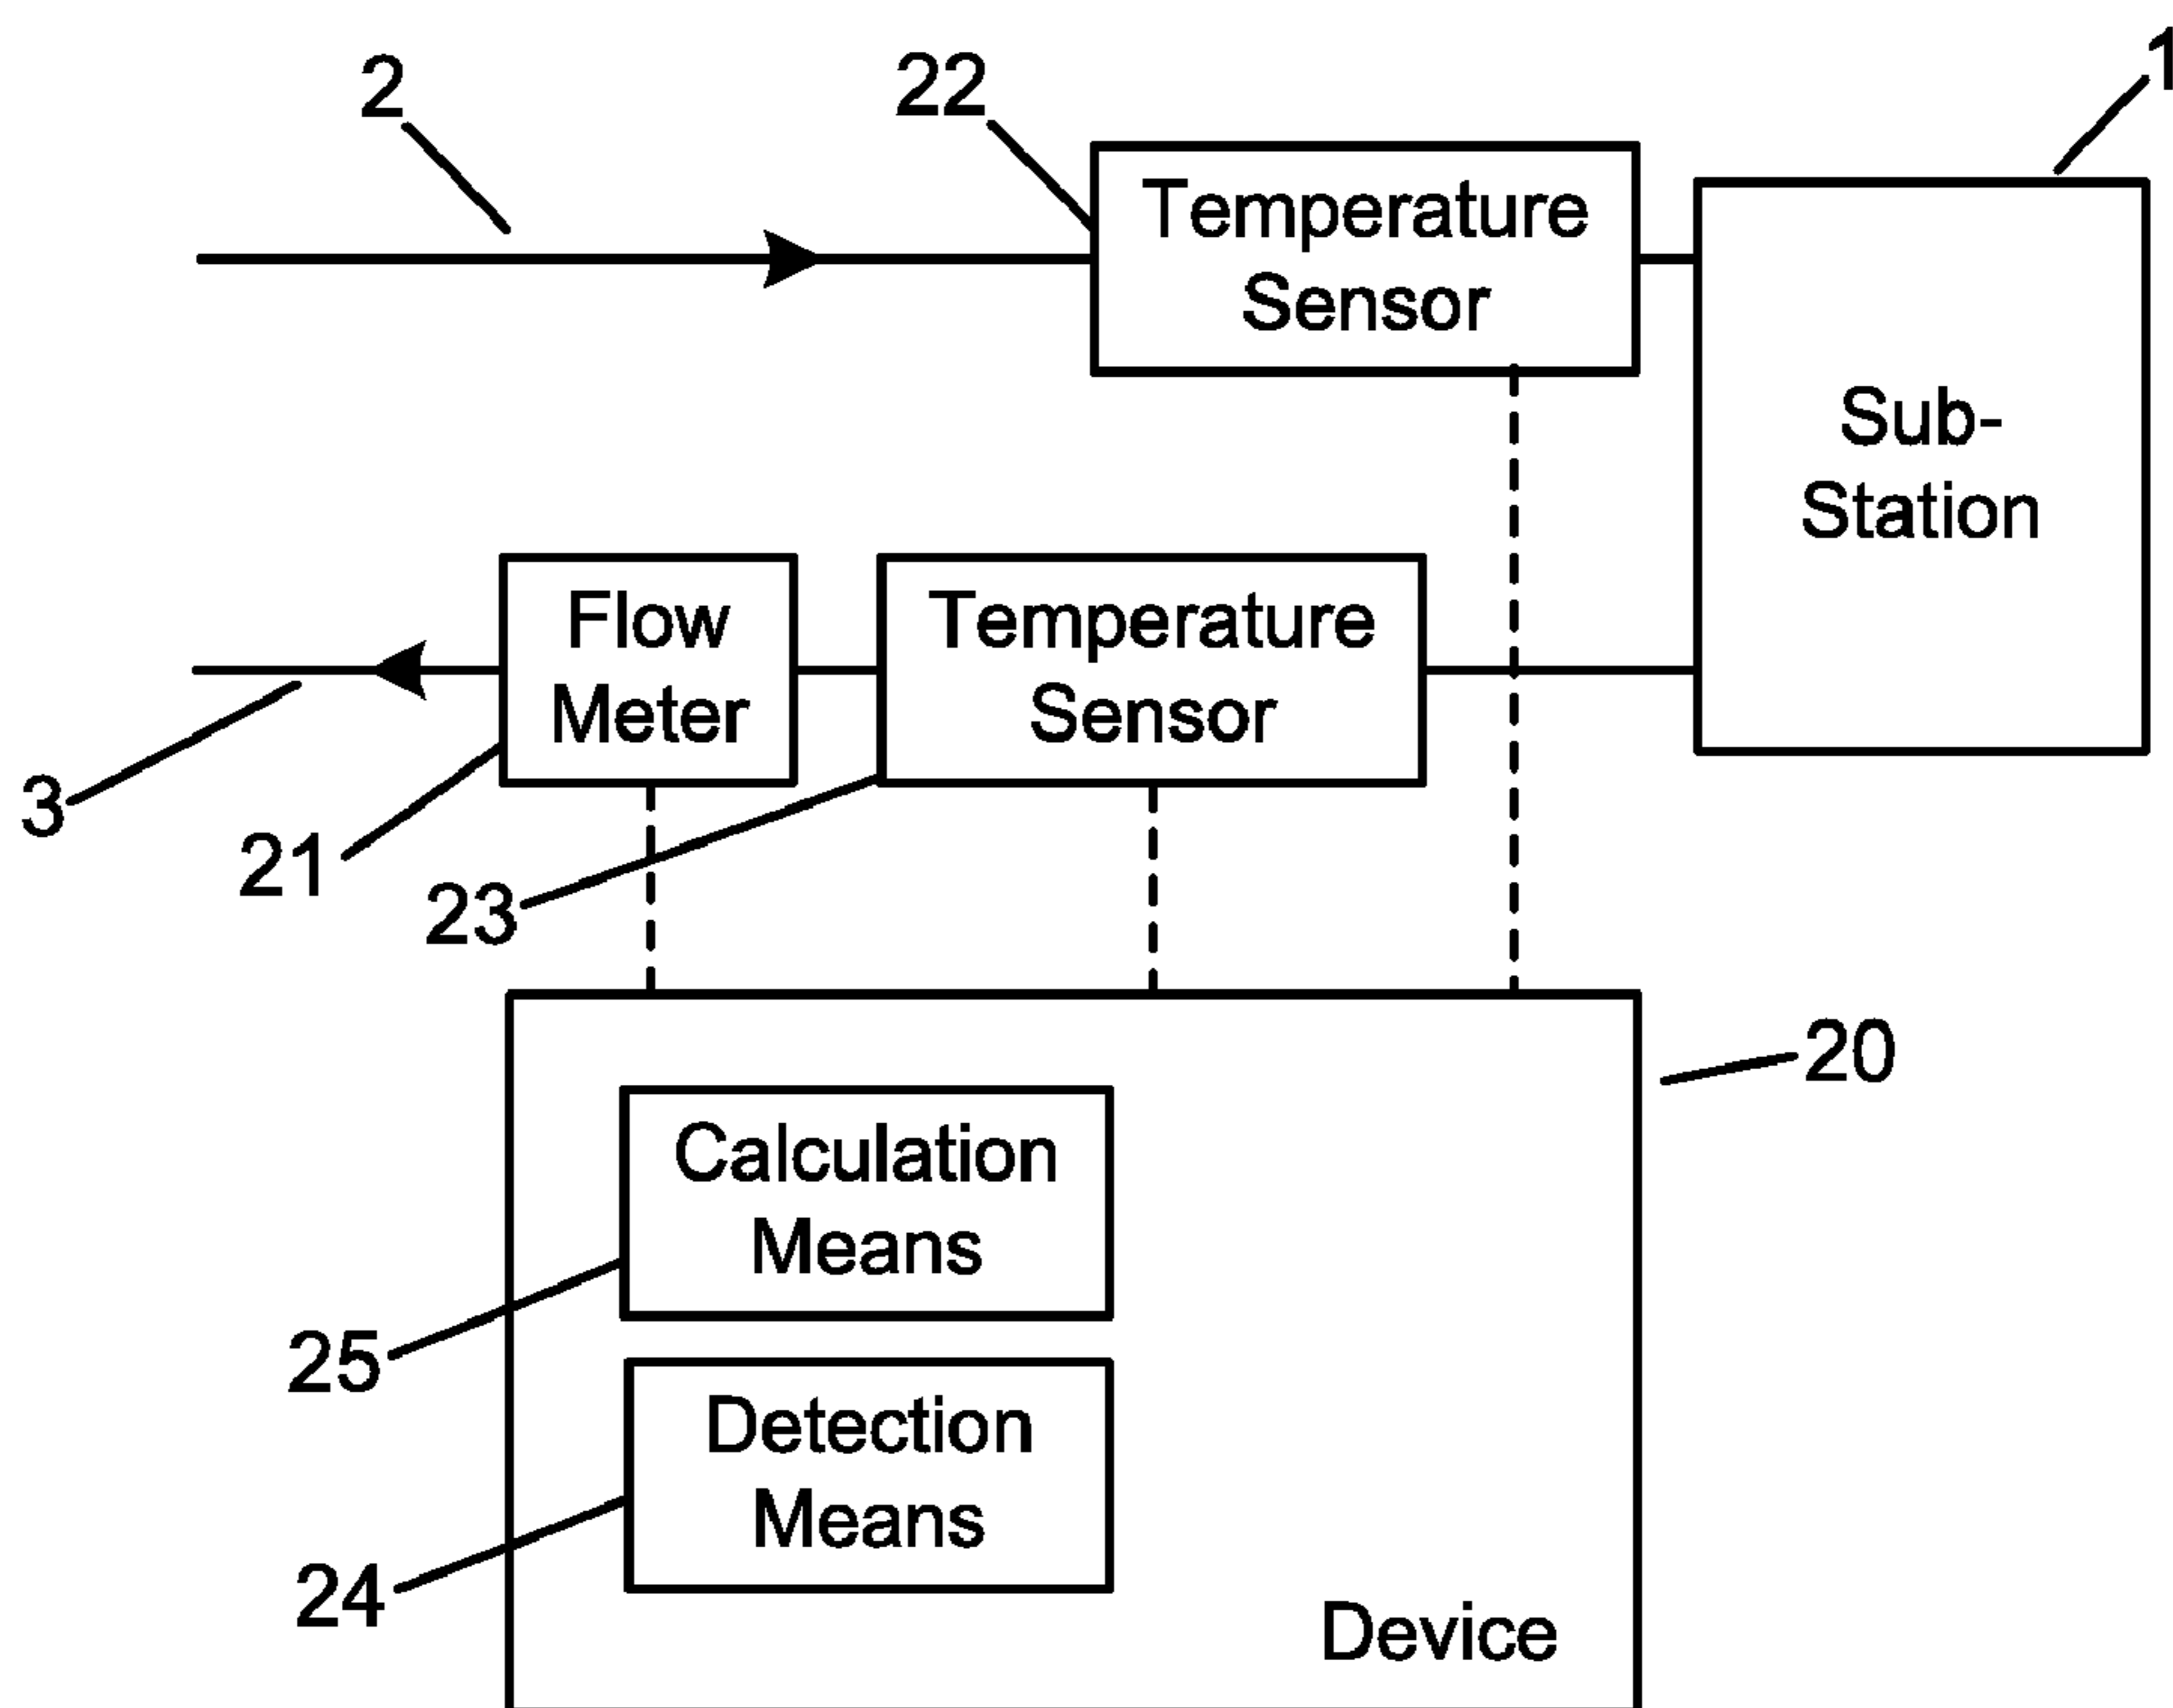 2
22
1
Temperature
Sensor
Sub-
Station
Flow
Meter
Temperature
Sensor
3
21
23
20
Calculation
Means
25
Detection
Means
24
Device